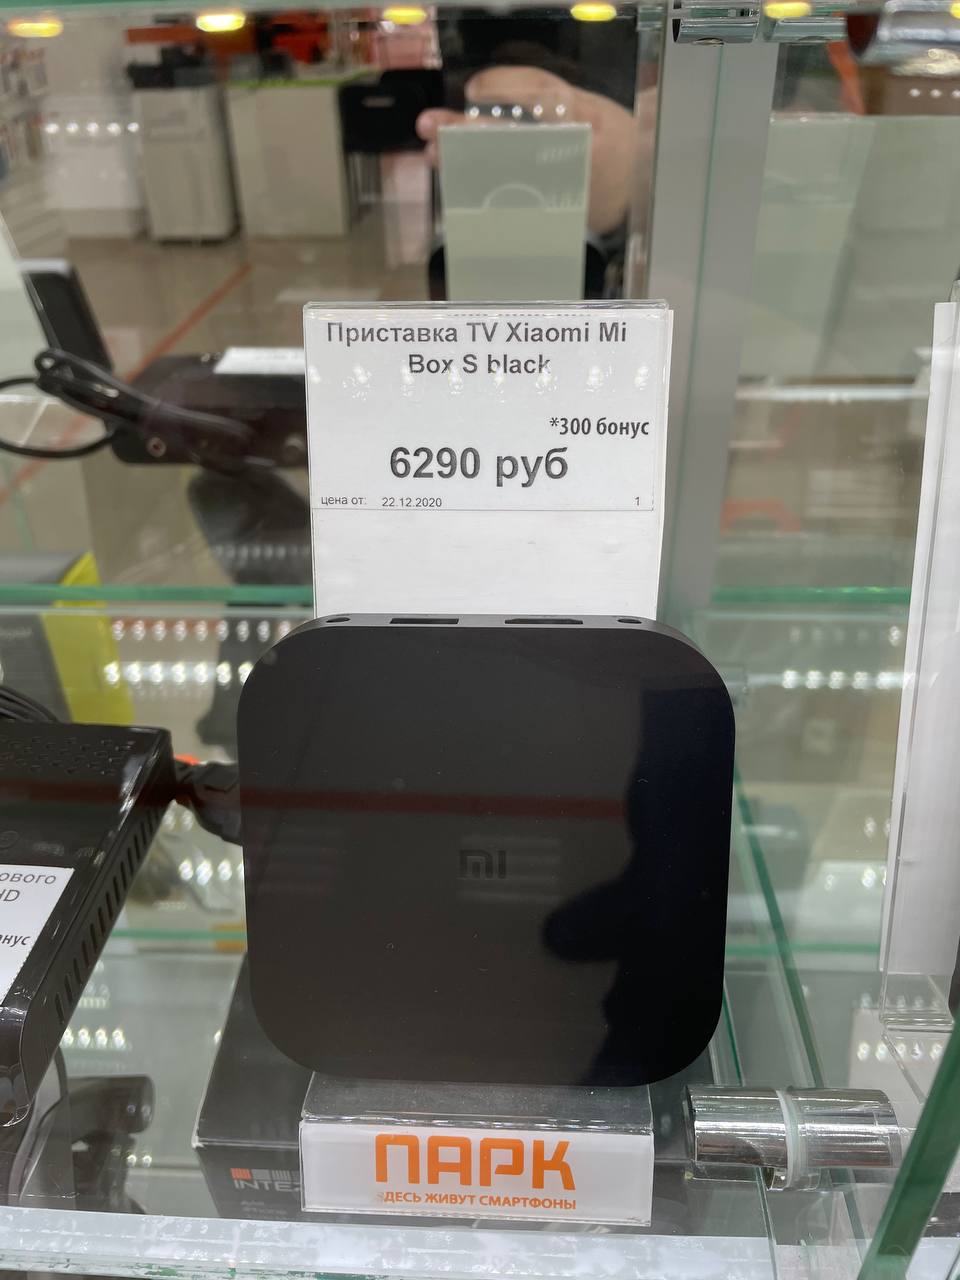 Приставка TV Xiaomi Mi
Box S black
*300 бонус
6290 руб
цена от: 22.12.2020 1
MI
ПАРК
ЗДЕСЬ ЖИВУТ СМАРТФОНЫ